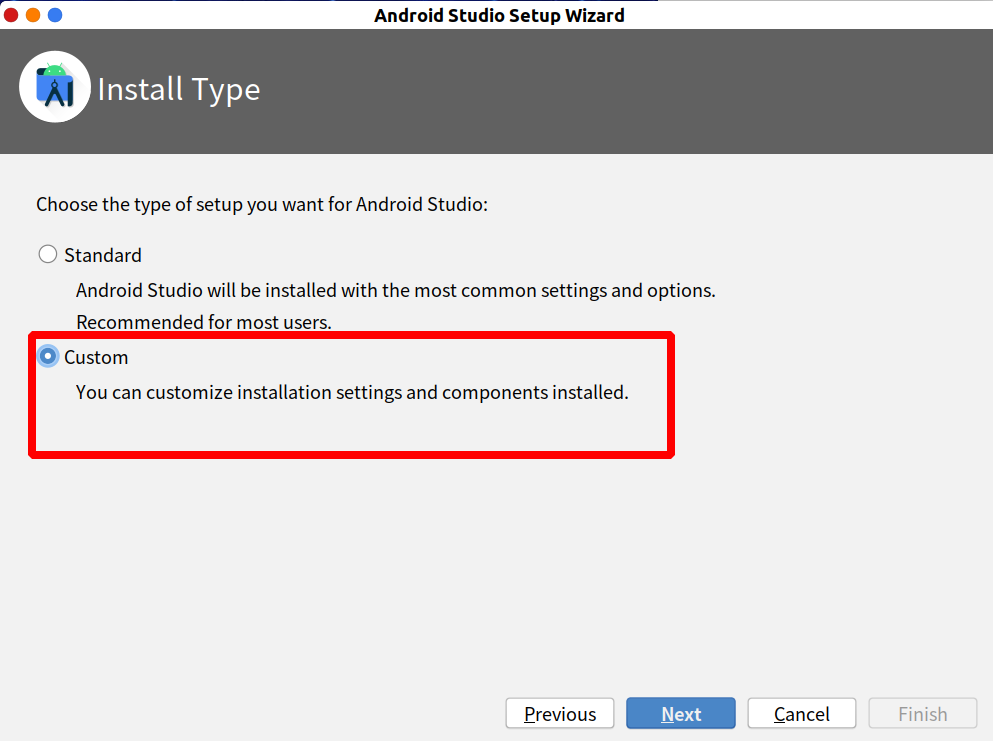 Android Studio Setup Wizard
Install Type
Choose the type of setup you want for Android Studio:
Standard
Android Studio will be installed with the most common settings and options.
Recommended for most users.
Custom
You can customize installation settings and components installed.
Previous
Next
Cancel
Finish